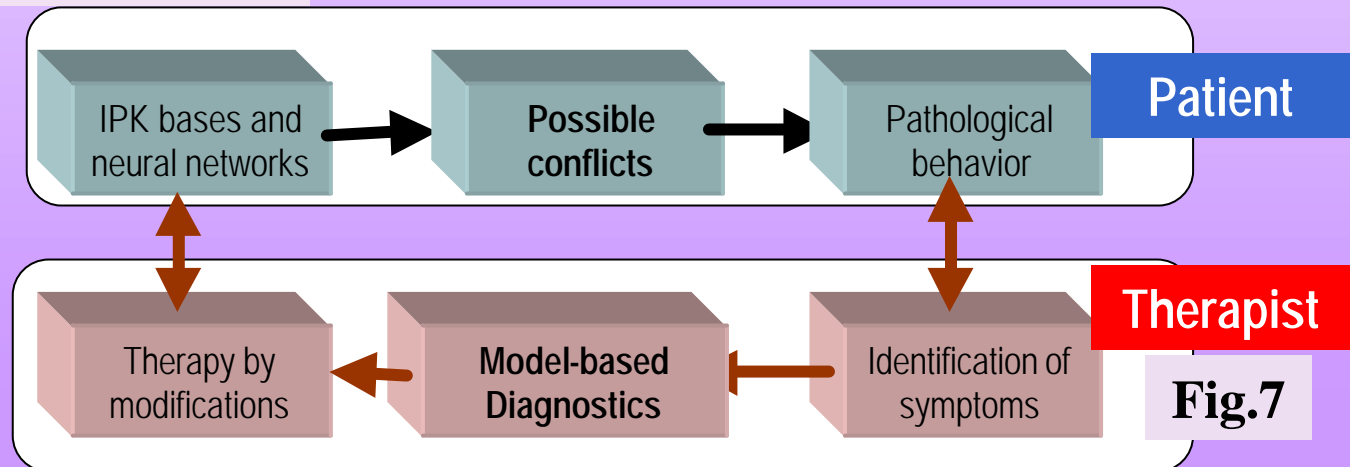 IPK bases and
neural networks
Possible
conflicts
Pathological
behavior
Patient
Therapy by
modifications
Model-based
Diagnostics
Identification of
symptoms
Therapist
Fig.7